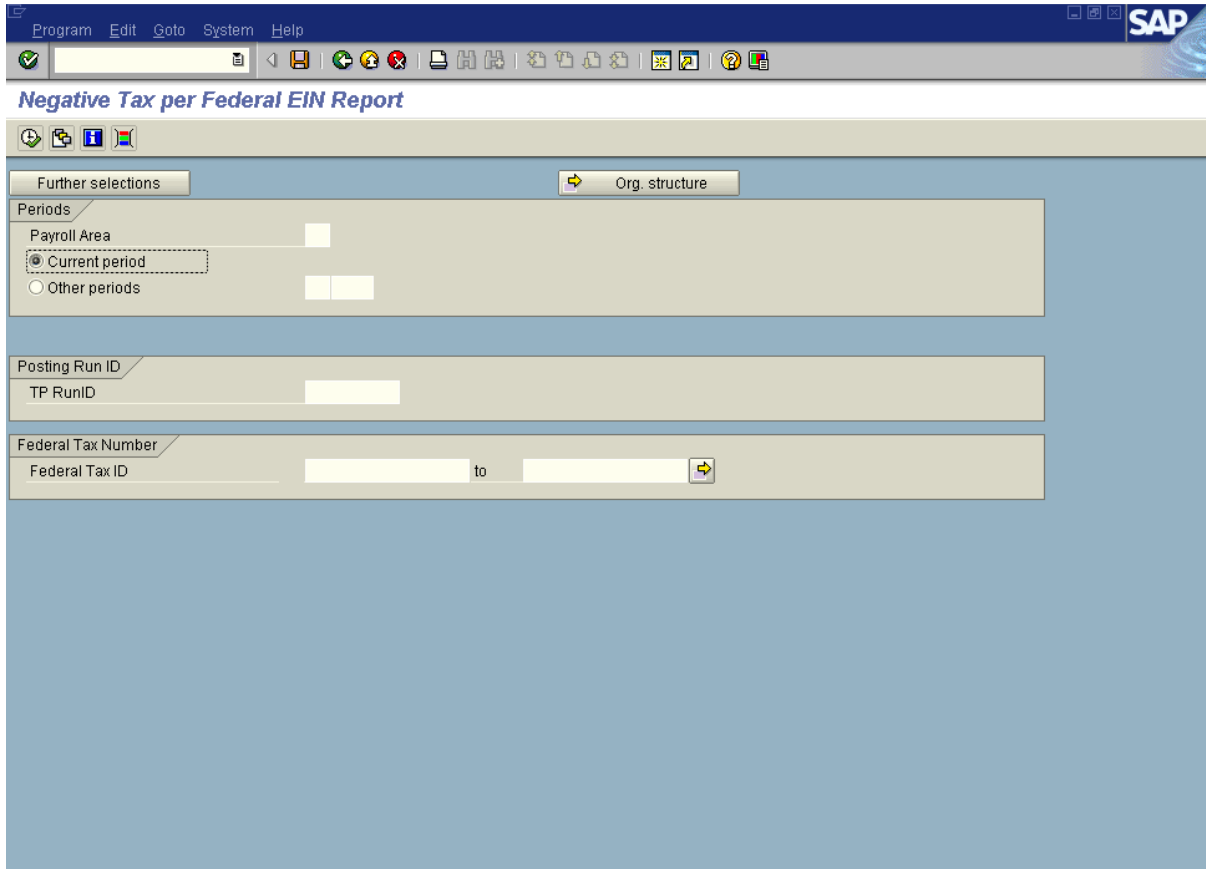 Program Edit Goto System Help
SAP
Negative Tax per Federal EIN Report
Further selections Org. structure
Periods
Payroll Area
Current period
Other periods
Posting Run ID
TP RunID
Federal Tax Number
Federal Tax ID to